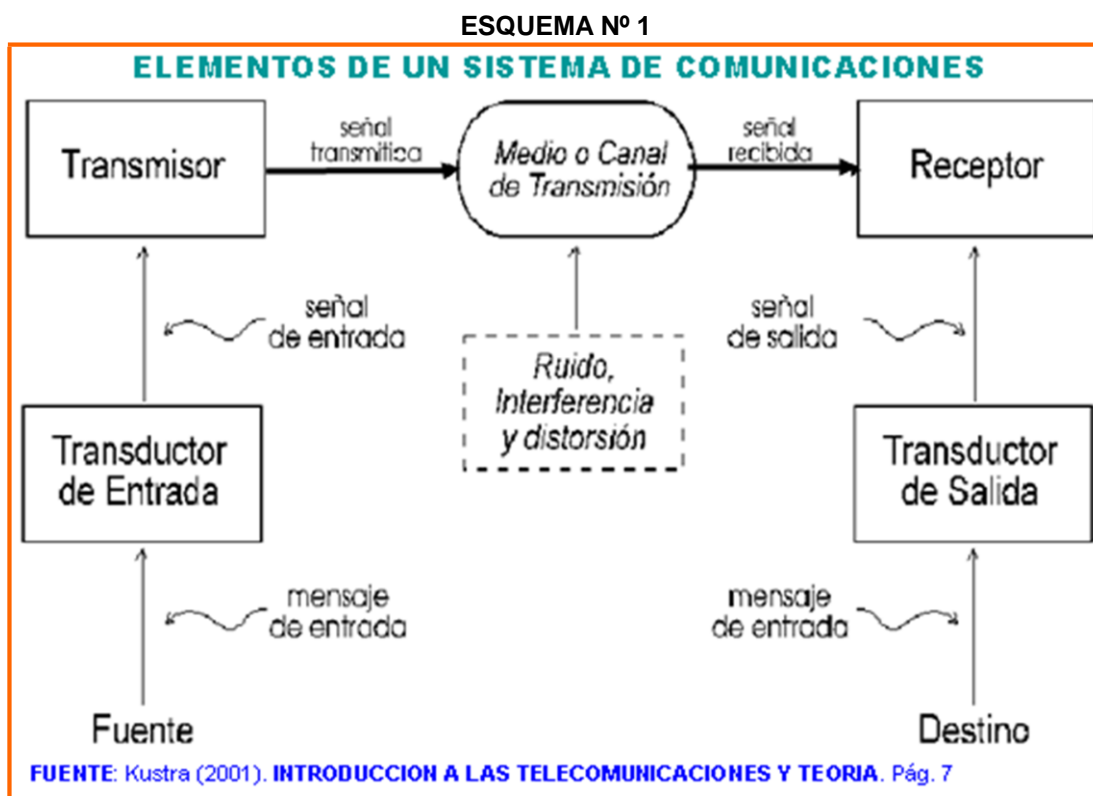 ESQUEMA Nº 1
ELEMENTOS DE UN SISTEMA DE COMUNICACIONES
Transmisor
señal
transmitica
Medio o Canal
de Transmisión
señal
recibida
Receptor
señal
de entrada
Ruido,
Interferencia
y distorsión
señal
de salida
Transductor
de Entrada
Transductor
de Salida
mensaje
de entrada
mensaje
de entrada
Fuente
Destino
FUENTE: Kustra (2001). INTRODUCCION A LAS TELECOMUNICACIONES Y TEORIA. Pág. 7